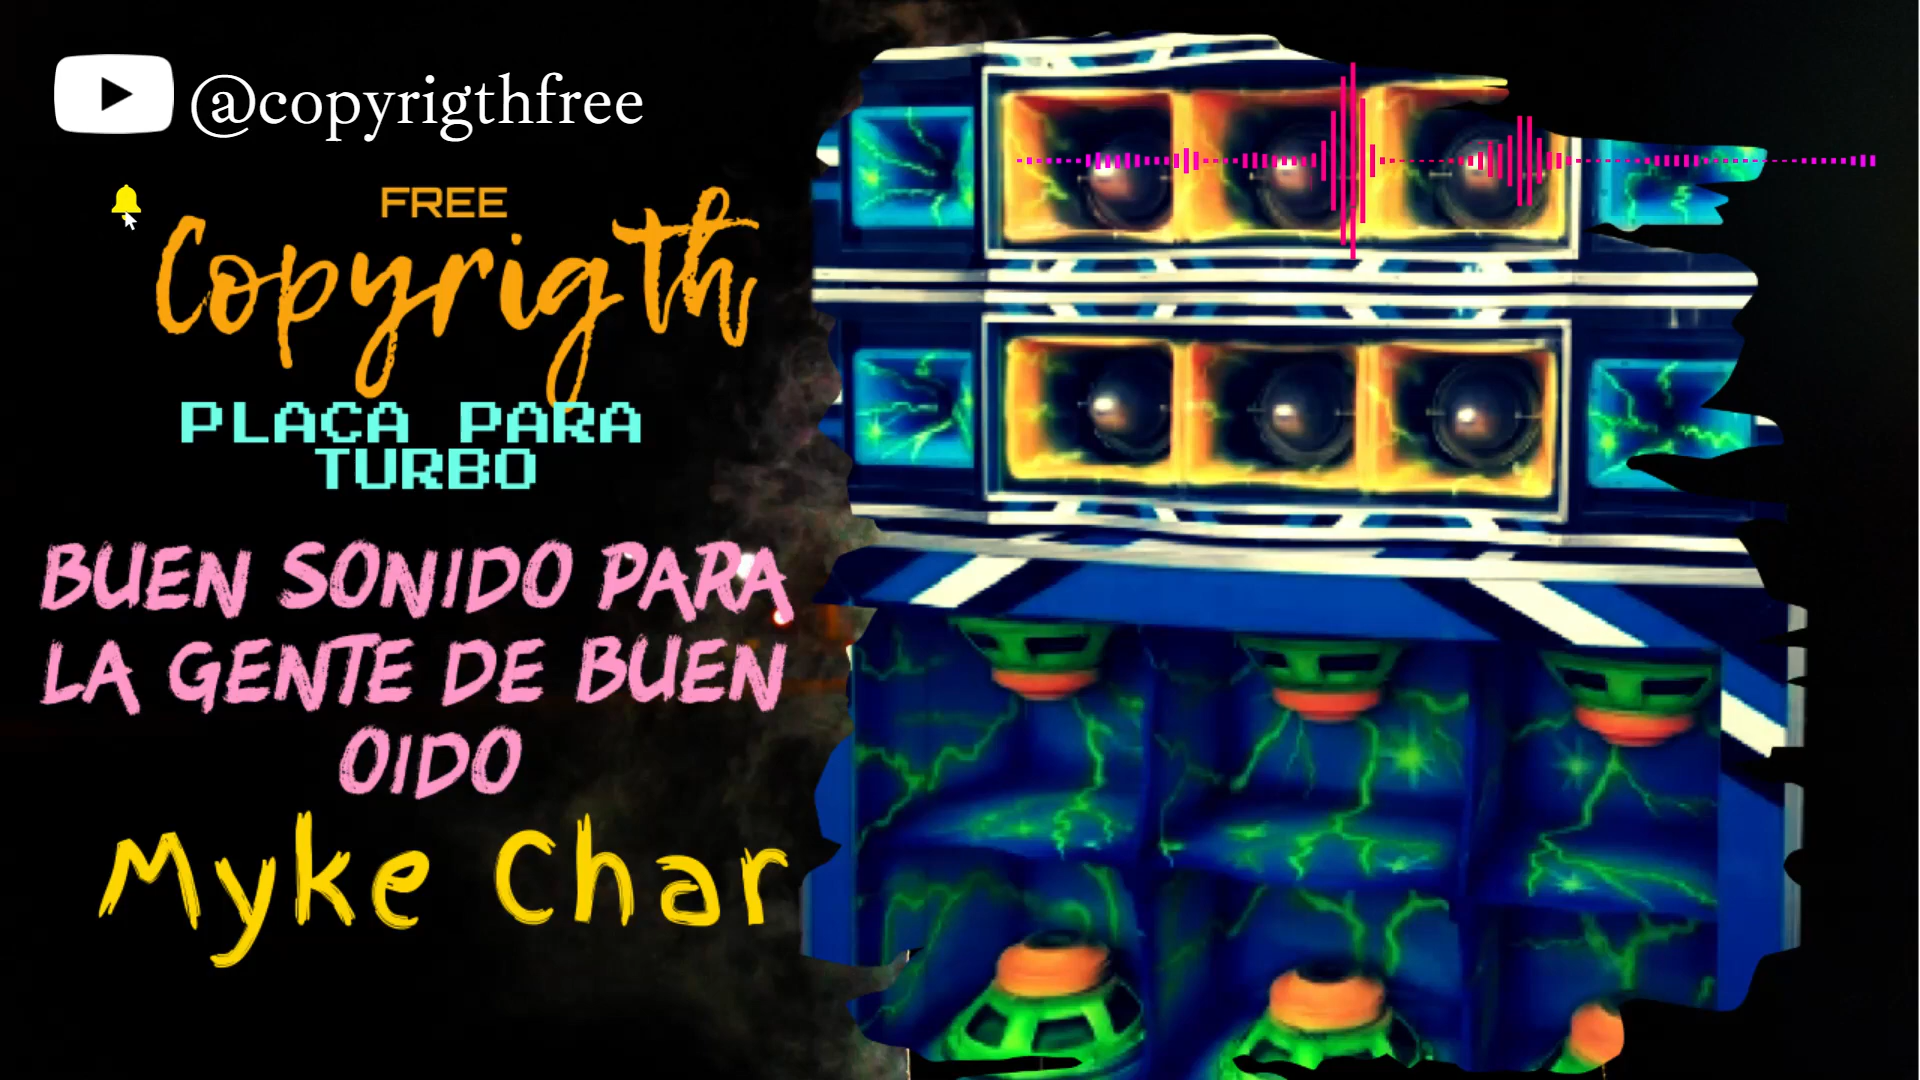 @copyrigthfree
FREE
Copyrigth
PLACA PARA
TURBO
BUEN SONIDO PARA
LA GENTE DE BUEN
OIDO
Myke Char